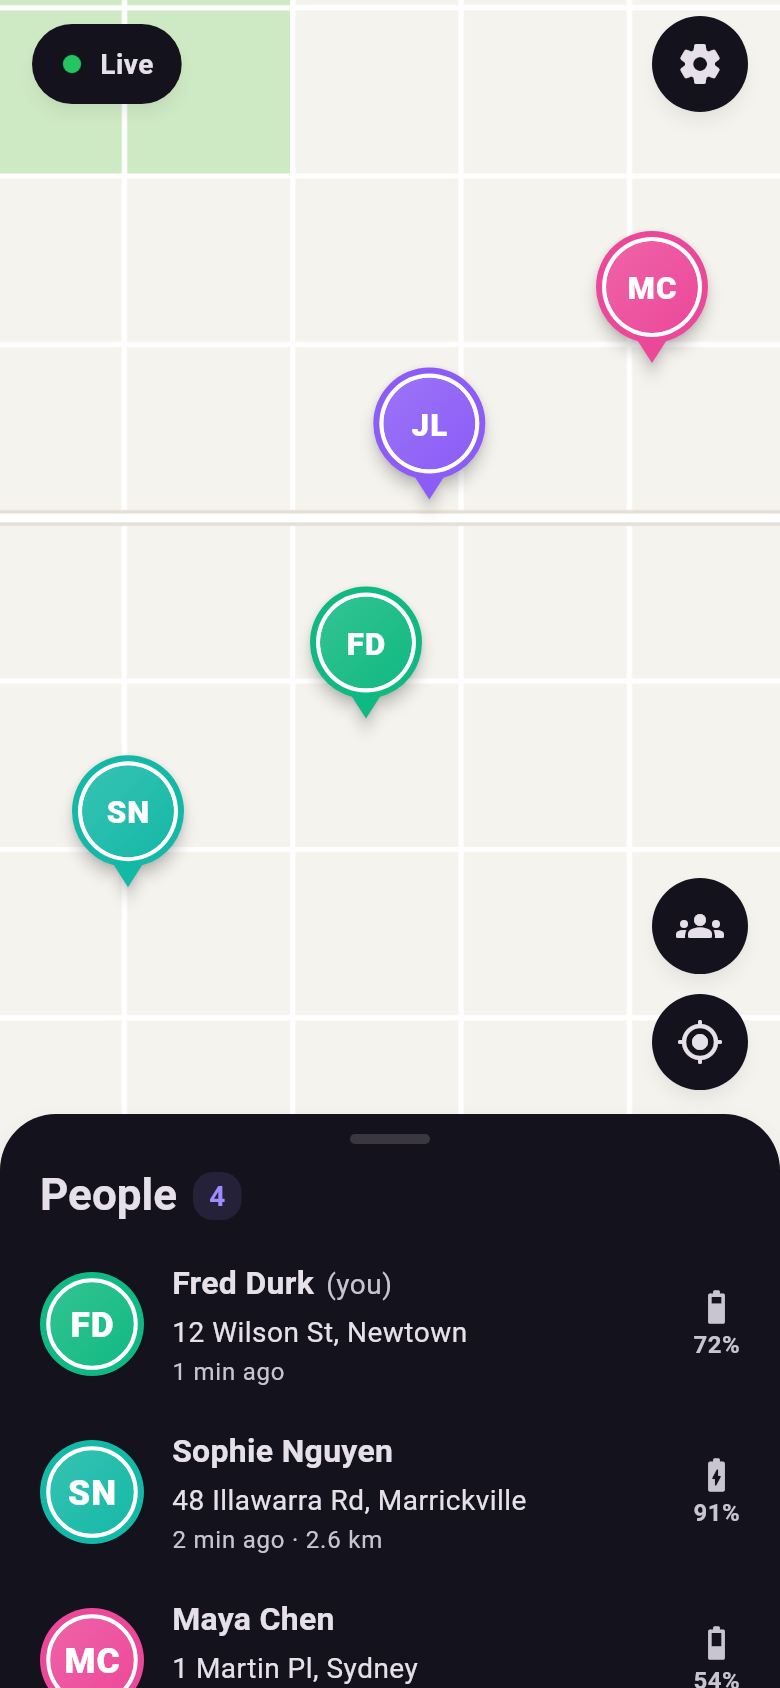 Live
MC
JL
FD
SN
People 4
FD
Fred Durk (you)
12 Wilson St, Newtown
1 min ago
72%
SN
Sophie Nguyen
48 Illawarra Rd, Marrickville
2 min ago · 2.6 km
91%
MC
Maya Chen
1 Martin Pl, Sydney
54%